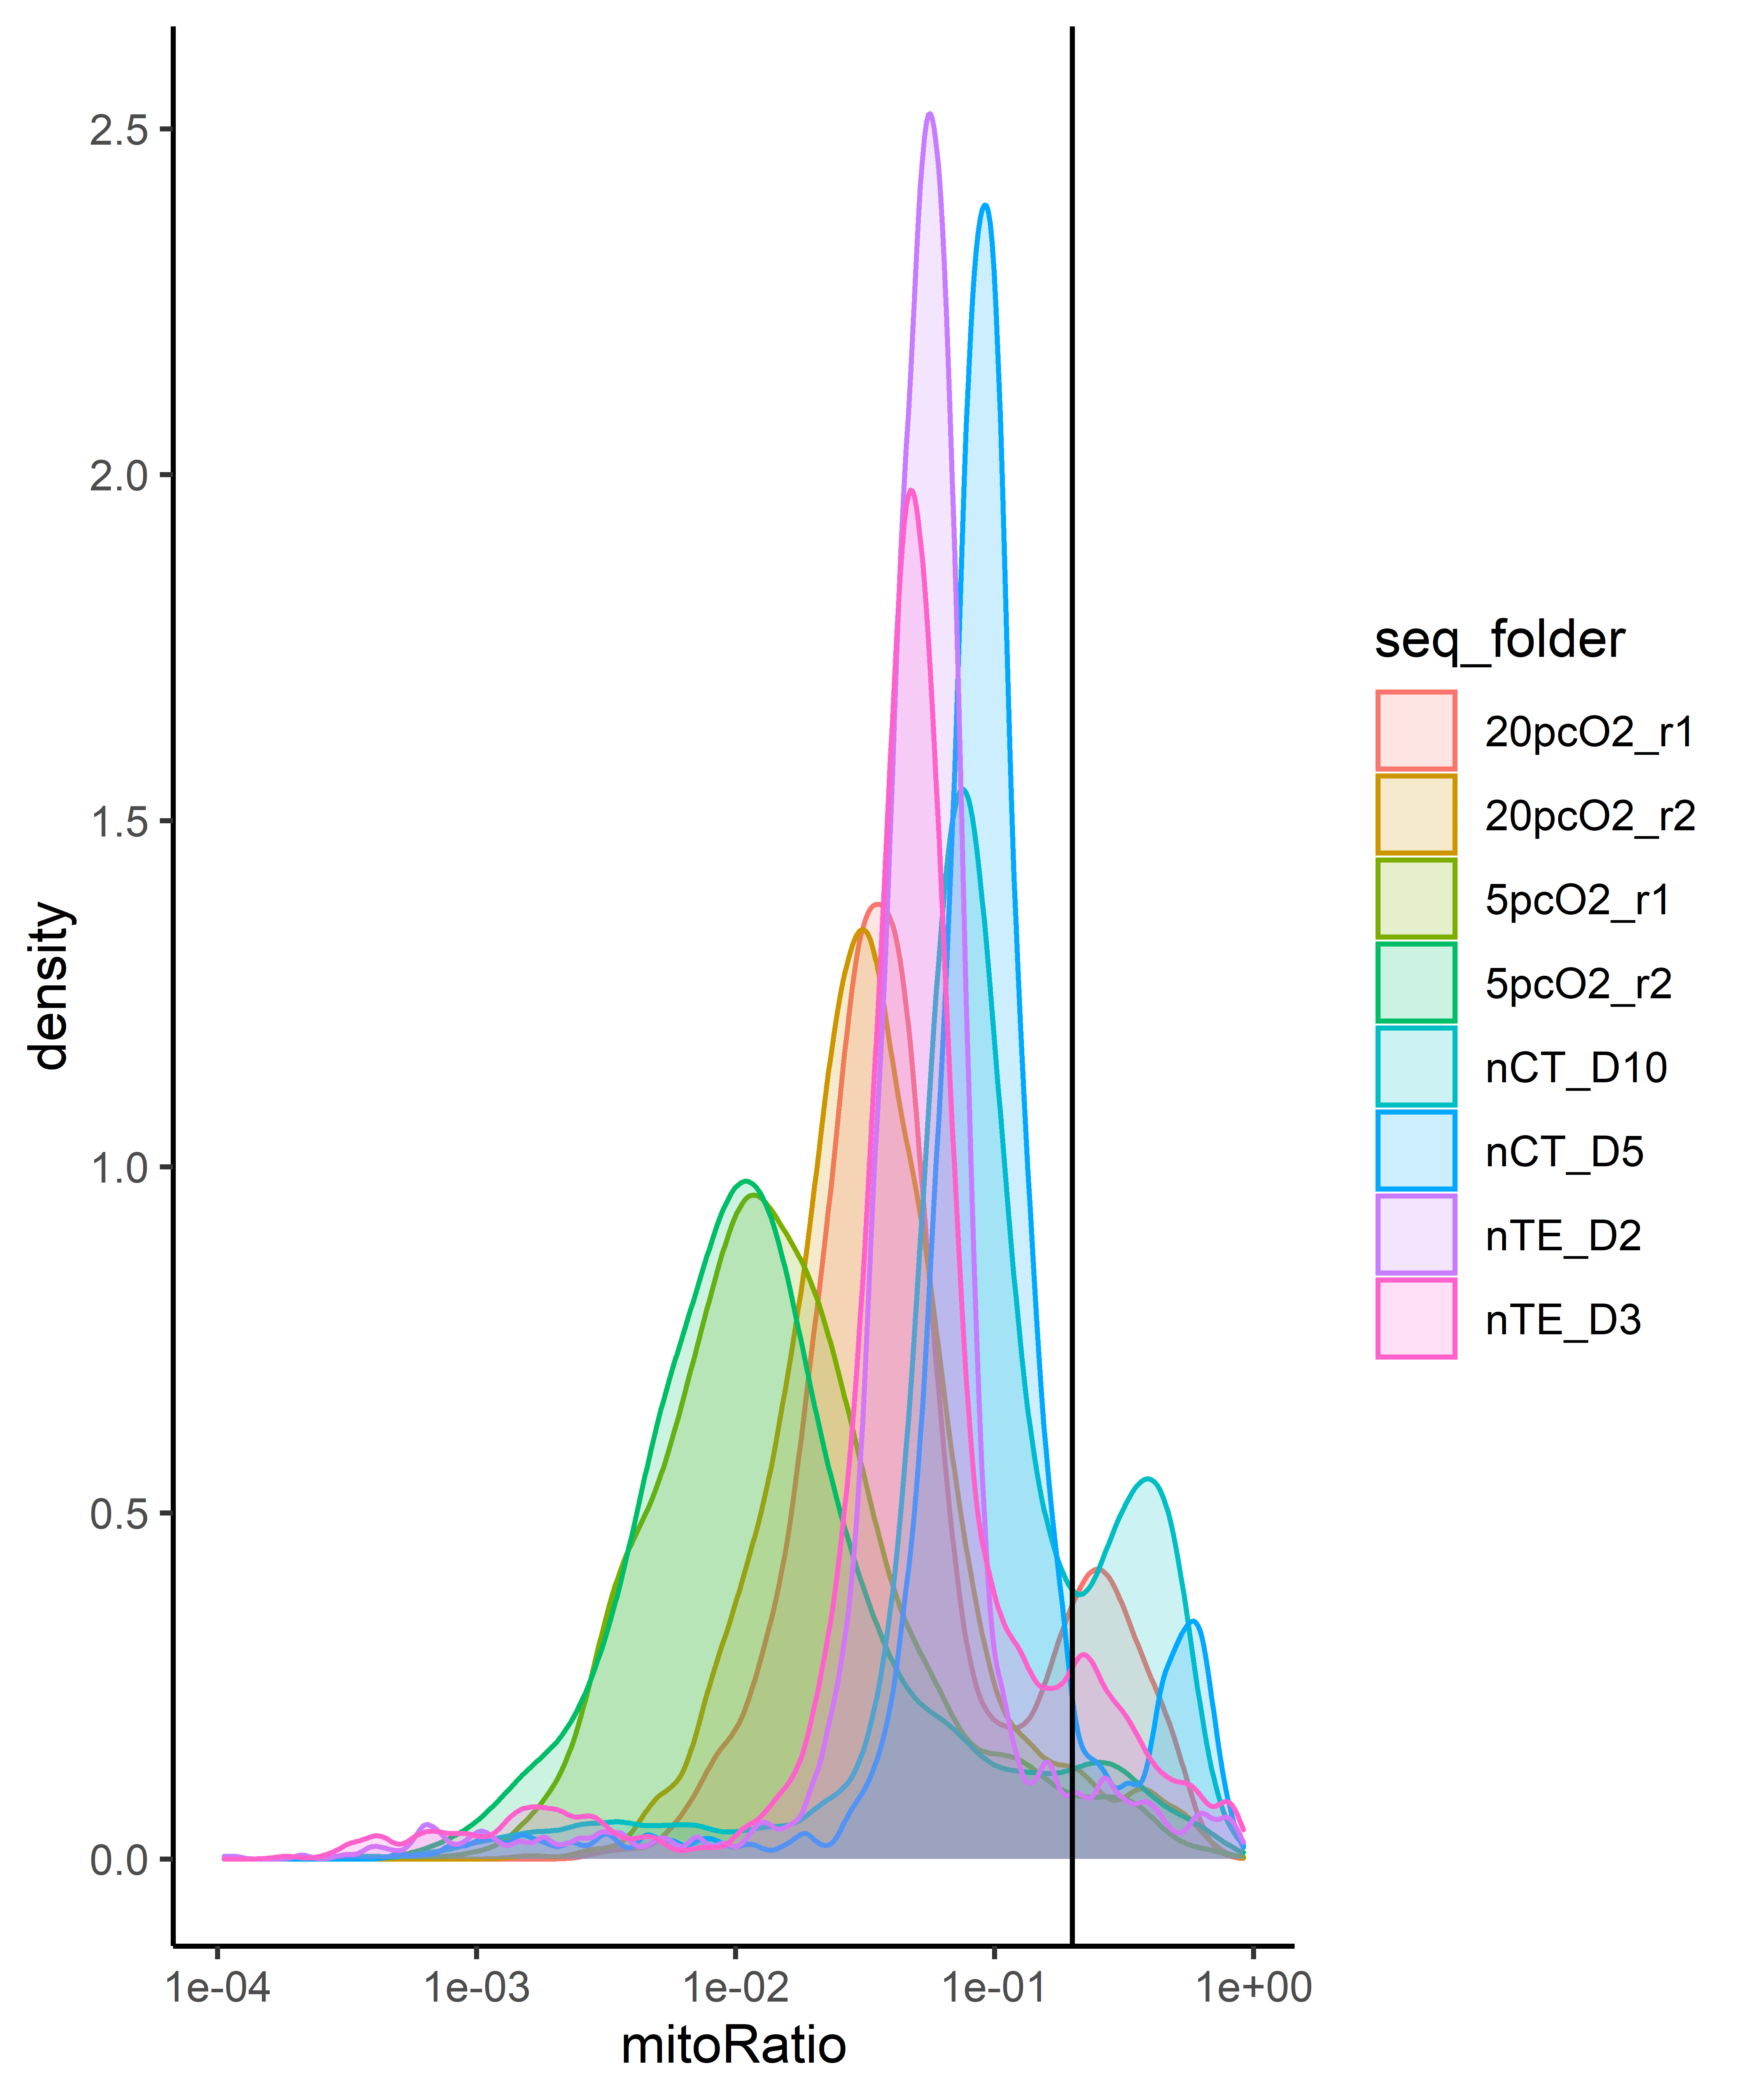 density
2.5
2.0
1.5
1.0
0.5
0.0
1e-04 1e-03 1e-02 1e-01 1e+00
mitoRatio
seq_folder
20pcO2_r1
20pcO2_r2
5pcO2_r1
5pcO2_r2
nCT_D10
nCT_D5
nTE_D2
nTE_D3